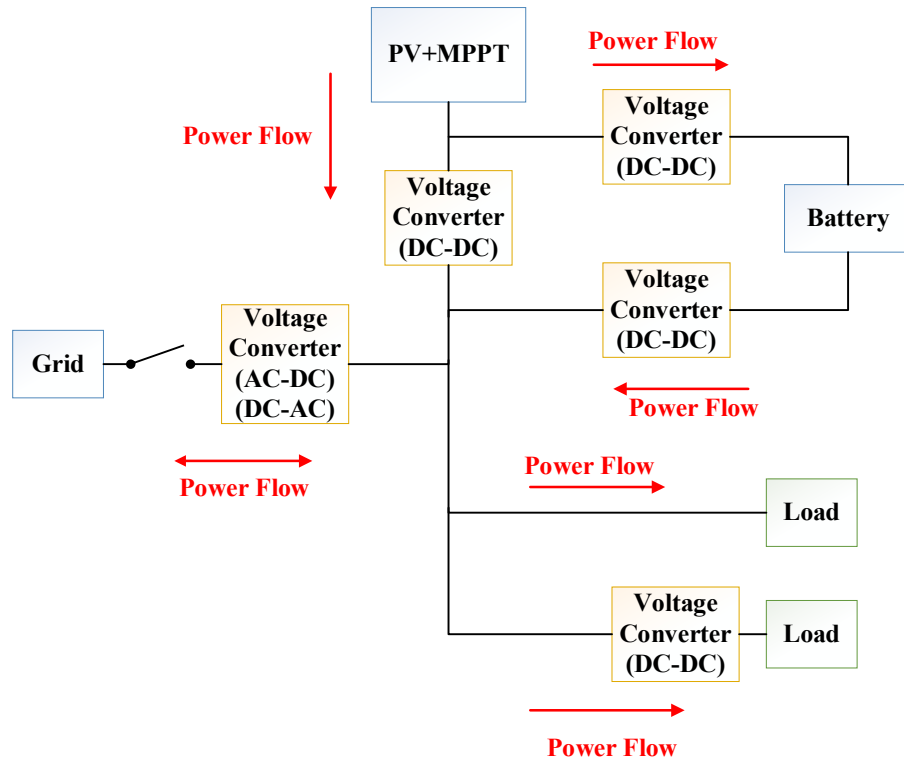 PV+MPPT
Power Flow
Power Flow
Voltage
Converter
(DC-DC)
Voltage
Converter
(DC-DC)
Battery
Voltage
Converter
(DC-DC)
Grid
Voltage
Converter
(AC-DC)
(DC-AC)
Power Flow
Power Flow
Power Flow
Load
Voltage
Converter
(DC-DC)
Load
Power Flow